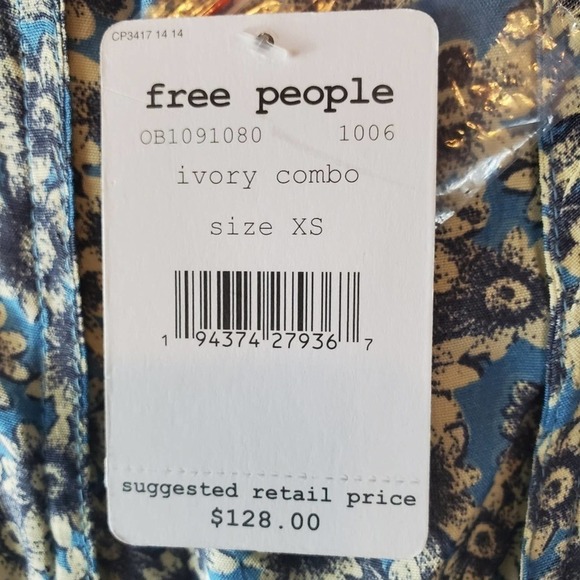 CP3417 14 14
free people
OB1091080 1006
ivory combo
size XS
1 94374 27936 7
suggested retail price
$128.00